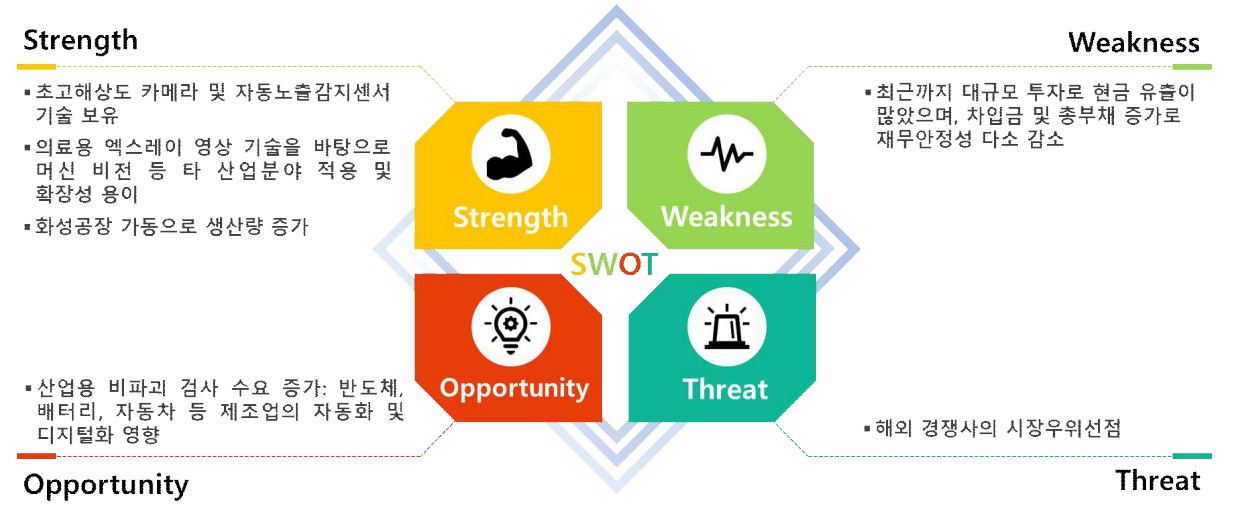 Strength
▪초고해상도 카메라 및 자동노출감지센서
기술 보유
▪의료용 엑스레이 영상 기술을 바탕으로
머신 비전 등 타 산업분야 적용 및
확장성 용이
▪화성공장 가동으로 생산량 증가
Weakness
▪최근까지 대규모 투자로 현금 유출이
많았으며, 차입금 및 총부채 증가로
재무안정성 다소 감소
Strength
Weakness
SWOT
Opportunity
Threat
▪산업용 비파괴 검사 수요 증가: 반도체,
배터리, 자동차 등 제조업의 자동화 및
디지털화 영향
Opportunity
▪해외 경쟁사의 시장우위선점
Threat